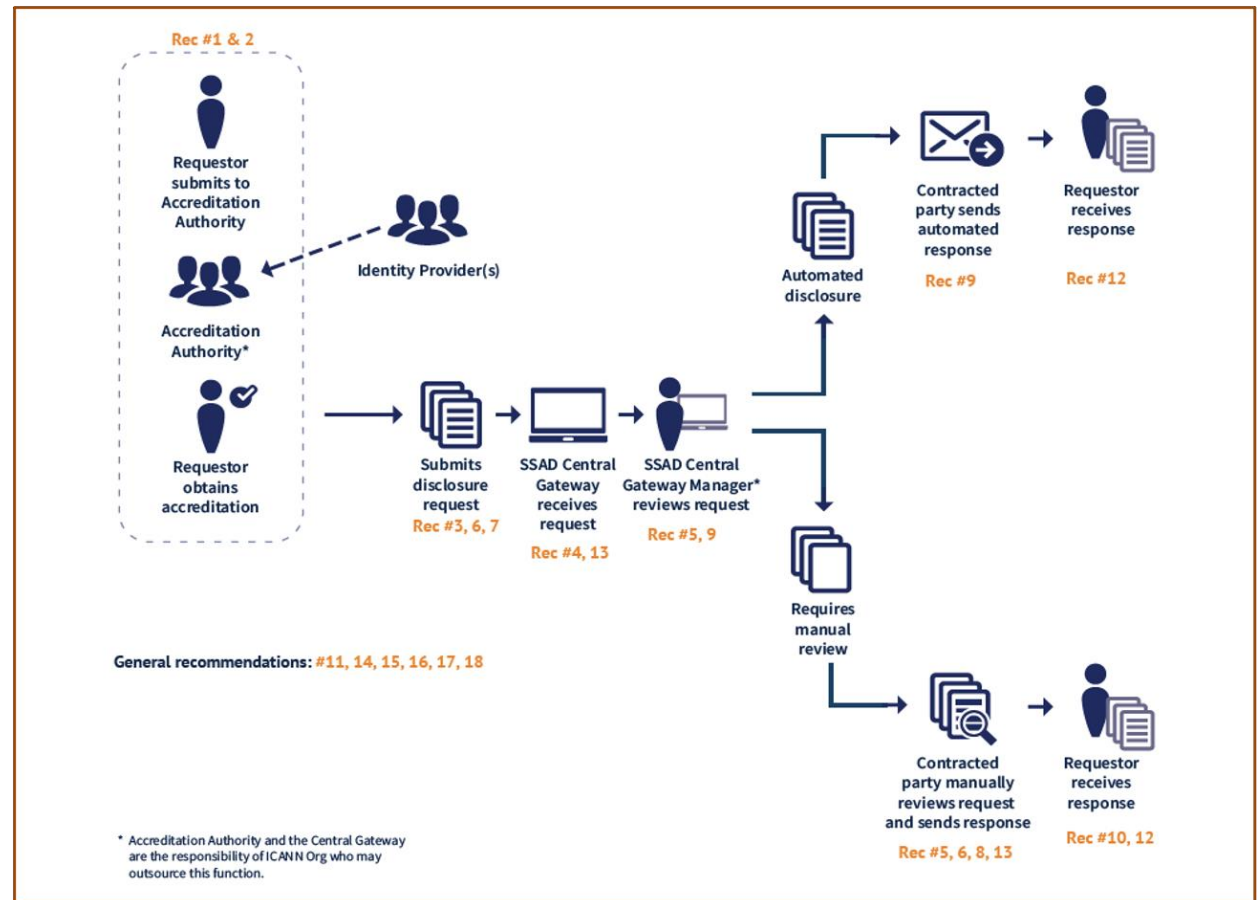 Rec #1 & 2
Requestor
submits to
Accreditation
Authority
Identity Provider(s)
Accreditation
Authority*
Requestor
obtains
accreditation
Submits
disclosure
request
Rec #3, 6, 7
SSAD Central
Gateway
receives
request
Rec #4, 13
SSAD Central
Gateway Manager*
reviews request
Rec #5, 9
Automated
disclosure
Contracted
party sends
automated
response
Rec #9
Requestor
receives
response
Rec #12
Requires
manual
review
Contracted
party manually
reviews request
and sends response
Rec #5, 6, 8, 13
Requestor
receives
response
Rec #10, 12
General recommendations: #11, 14, 15, 16, 17, 18
* Accreditation Authority and the Central Gateway
are the responsibility of ICANN Org who may
outsource this function.